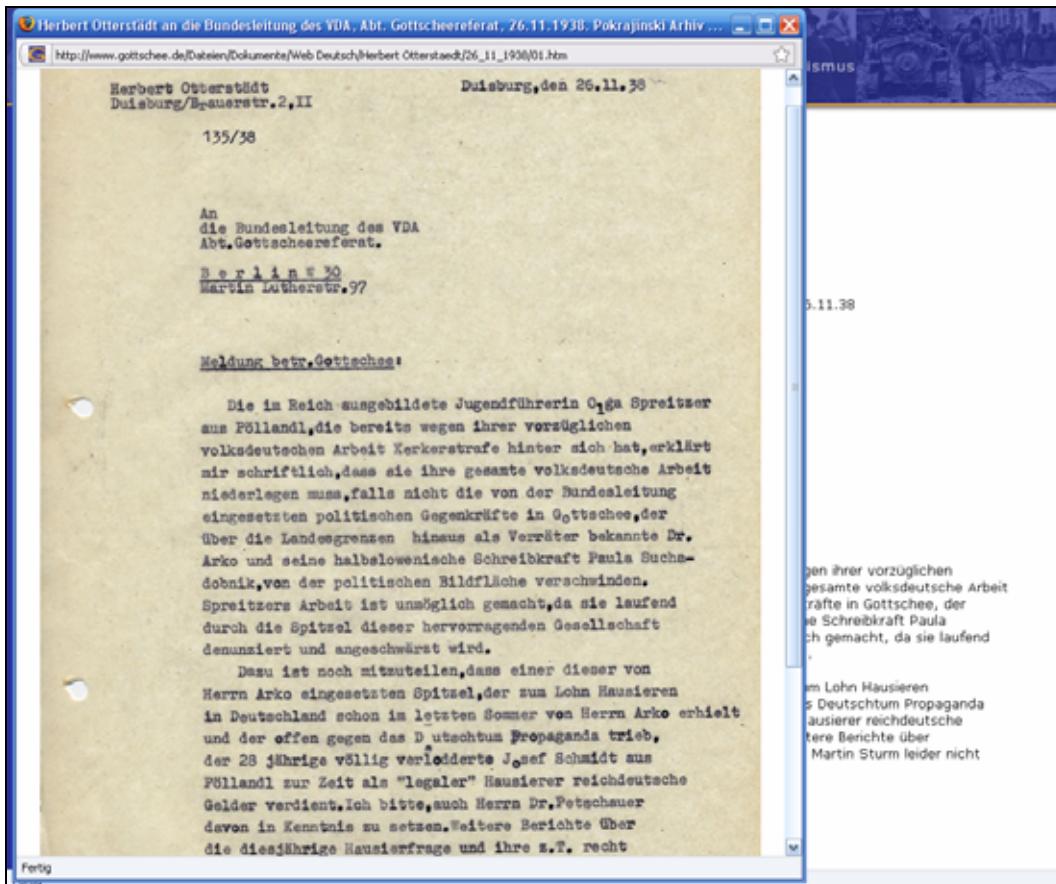 Herbert Otterstädt an die Bundesleitung des VDA, Abt. Gottscheereferat, 26.11.1938. Pokrajinski Arhiv ...
http://www.gottschee.de/Dateien/Dokumente/Web Deutsch/Herbert Otterstaedt/26_11_1938/01.htm
ismus
Herbert Otterstädt
Duisburg,den 26.11.38
Duisburg/Brauerstr.2,II
135/38
An
die Bundesleitung des VDA
Abt.Gottscheereferat.
Berlin W 30
Martin Lutherstr.97
Meldung betr.Gottschee:
Die im Reich ausgebildete Jugendführerin Olga Spreitzer
aus Pöllandl,die bereits wegen ihrer vorzüglichen
volksdeutschen Arbeit Kerkerstrafe hinter sich hat,erklärt
mir schriftlich,dass sie ihre gesamte volksdeutsche Arbeit
niederlegen muss,falls nicht die von der Bundesleitung
eingesetzten politischen Gegenkräfte in Gottschee,der
über die Landesgrenzen hinaus als Verräter bekannte Dr.
Arko und seine halbslowenische Schreibkraft Paula Sucha-
dobnik,von der politischen Bildfläche verschwinden.
Spreitzers Arbeit ist unmöglich gemacht,da sie laufend
durch die Spitzel dieser hervorragenden Gesellschaft
denunziert und angeschwärzt wird.
Dazu ist noch mitzuteilen,dass einer dieser von
Herrn Arko eingesetzten Spitzel,der zum Lohn Hausieren
in Deutschland schon im letzten Sommer von Herrn Arko erhielt
und der offen gegen das Deutschtum Propaganda trieb,
der 28 jährige völlig verlodderte Josef Schmidt aus
Pöllandl zur Zeit als "legaler" Hausierer reichdeutsche
Gelder verdient.Ich bitte,auch Herrn Dr.Petschauer
davon in Kenntnis zu setzen.Weitere Berichte über
die diesjährige Hausierfrage und ihre z.T. recht
Fertig
5.11.38
gen ihrer vorzüglichen
gesamte volksdeutsche Arbeit
kräfte in Gottschee, der
he Schreibkraft Paula
ch gemacht, da sie laufend
.
um Lohn Hausieren
s Deutschtum Propaganda
ausierer reichdeutsche
tere Berichte über
Martin Sturm leider nicht